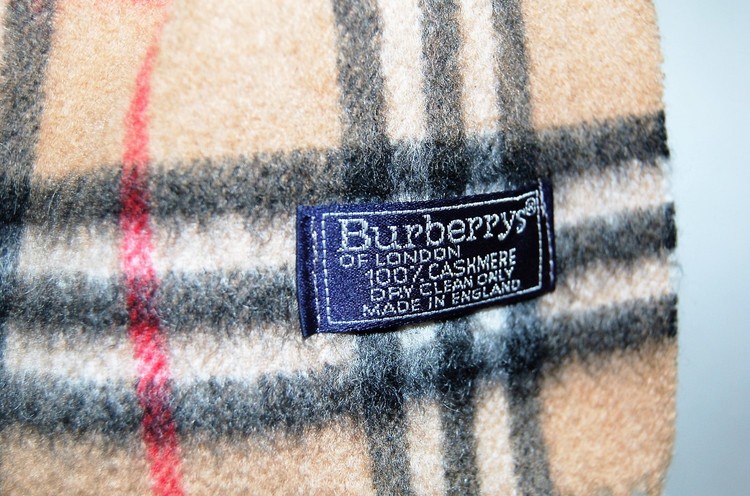 Burberrys®
OF LONDON
100% CASHMERE
DRY CLEAN ONLY
MADE IN ENGLAND